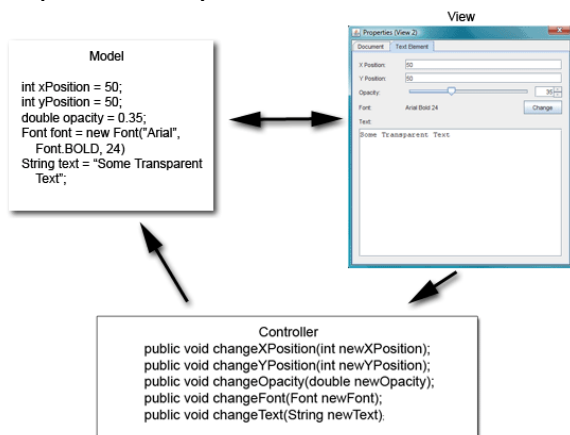 View
Model
int xPosition = 50;
int yPosition = 50;
double opacity = 0.35;
Font font = new Font("Arial",
Font.BOLD, 24)
String text = “Some Transparent
Text”;
Properties (View 2)
Document Text Element
X Position: 50
Y Position: 50
Opacity: 35
Font: Arial Bold 24 Change
Text:
Some Transparent Text
Controller
public void changeXPosition(int newXPosition);
public void changeYPosition(int newYPosition);
public void changeOpacity(double newOpacity);
public void changeFont(Font newFont);
public void changeText(String newText);